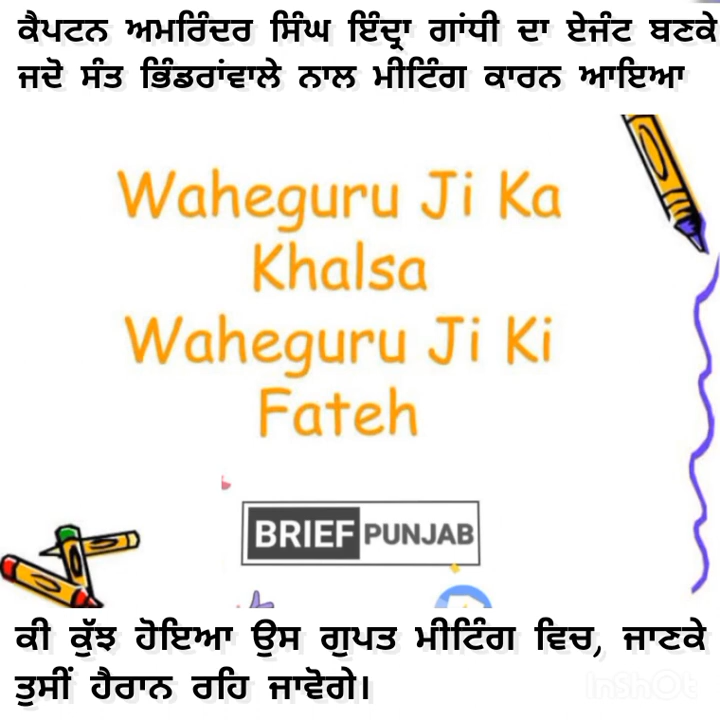 ਕੈਪਟਨ ਅਮਰਿੰਦਰ ਸਿੰਘ ਇੰਦ੍ਰਾ ਗਾਂਧੀ ਦਾ ਏਜੰਟ ਬਣਕੇ
ਜਦੋ ਸੰਤ ਭਿੰਡਰਾਂਵਾਲੇ ਨਾਲ ਮੀਟਿੰਗ ਕਾਰਨ ਆਇਆ
Waheguru Ji Ka
Khalsa
Waheguru Ji Ki
Fateh
BRIEF PUNJAB
ਕੀ ਕੁੱਝ ਹੋਇਆ ਉਸ ਗੁਪਤ ਮੀਟਿੰਗ ਵਿਚ, ਜਾਣਕੇ
ਤੁਸੀਂ ਹੈਰਾਨ ਰਹਿ ਜਾਵੋਗੇ।
InShOt